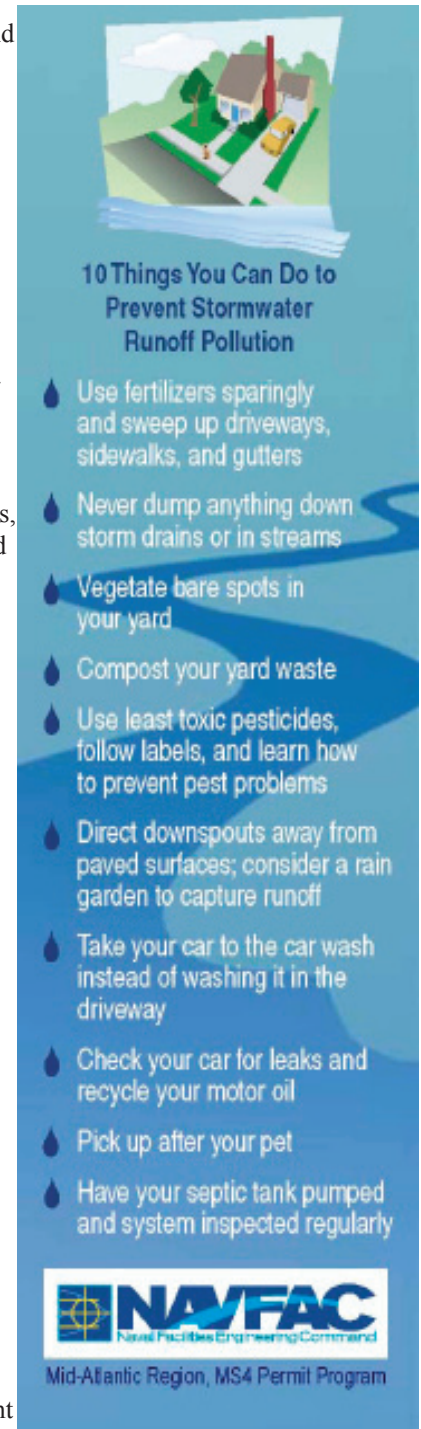 d
10 Things You Can Do to
Prevent Stormwater
Runoff Pollution
Use fertilizers sparingly
and sweep up driveways,
sidewalks, and gutters
s,
Never dump anything down
d
storm drains or in streams
Vegetate bare spots in
your yard
Compost your yard waste
Use least toxic pesticides,
follow labels, and learn how
to prevent pest problems
Direct downspouts away from
paved surfaces; consider a rain
garden to capture runoff
Take your car to the car wash
instead of washing it in the
driveway
Check your car for leaks and
recycle your motor oil
Pick up after your pet
Have your septic tank pumped
and system inspected regularly
NAVFAC
Naval Facilities Engineering Command
Mid-Atlantic Region, MS4 Permit Program
nt